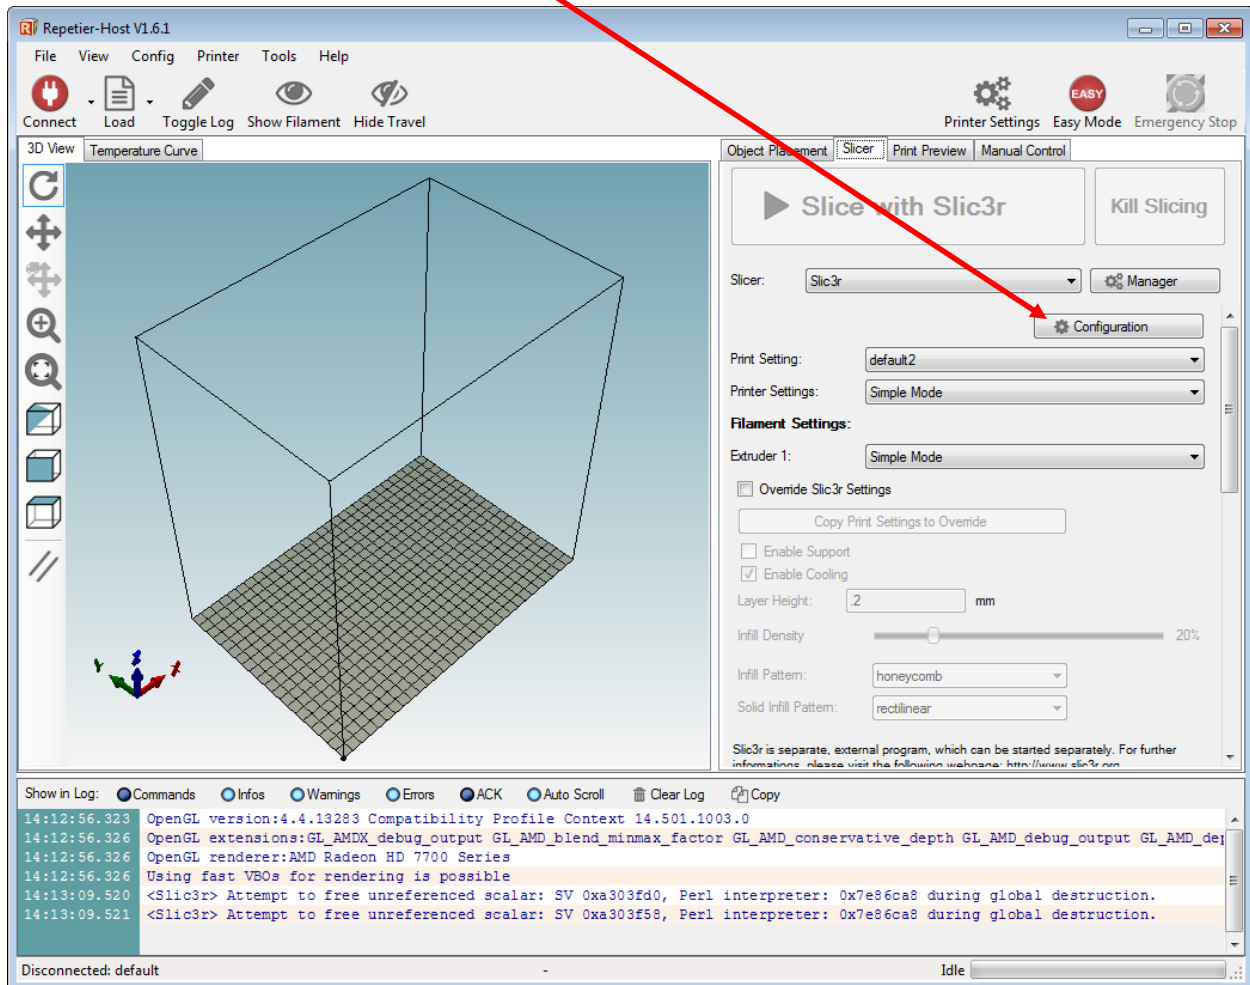 Repetier-Host V1.6.1
File View Config Printer Tools Help
Connect Load Toggle Log Show Filament Hide Travel Printer Settings EASY Easy Mode Emergency Stop
3D View Temperature Curve
Object Placement Slicer Print Preview Manual Control
Slice with Slic3r Kill Slicing
Slicer: Slic3r Manager
Configuration
Print Setting: default2
Printer Settings: Simple Mode
Filament Settings:
Extruder 1: Simple Mode
Override Slic3r Settings
Copy Print Settings to Override
Enable Support
Enable Cooling
Layer Height: .2 mm
Infill Density 20%
Infill Pattern: honeycomb
Solid Infill Pattern: rectilinear
Slic3r is separate, external program, which can be started separately. For further
informations, please visit the following webpage: http://www.slic3r.org
Show in Log: Commands Infos Warnings Errors ACK Auto Scroll Clear Log Copy
14:12:56.323 OpenGL version:4.4.13283 Compatibility Profile Context 14.501.1003.0
14:12:56.326 OpenGL extensions:GL_AMDX_debug_output GL_AMD_blend_minmax_factor GL_AMD_conservative_depth GL_AMD_debug_output
14:12:56.326 OpenGL renderer:AMD Radeon HD 7700 Series
14:12:56.326 Using fast VBOs for rendering is possible
14:13:09.520 <Slic3r> Attempt to free unreferenced scalar: SV 0xa303fd0, Perl interpreter: 0x7e86ca8 during global destruction.
14:13:09.521 <Slic3r> Attempt to free unreferenced scalar: SV 0xa303f58, Perl interpreter: 0x7e86ca8 during global destruction.
Disconnected: default - Idle